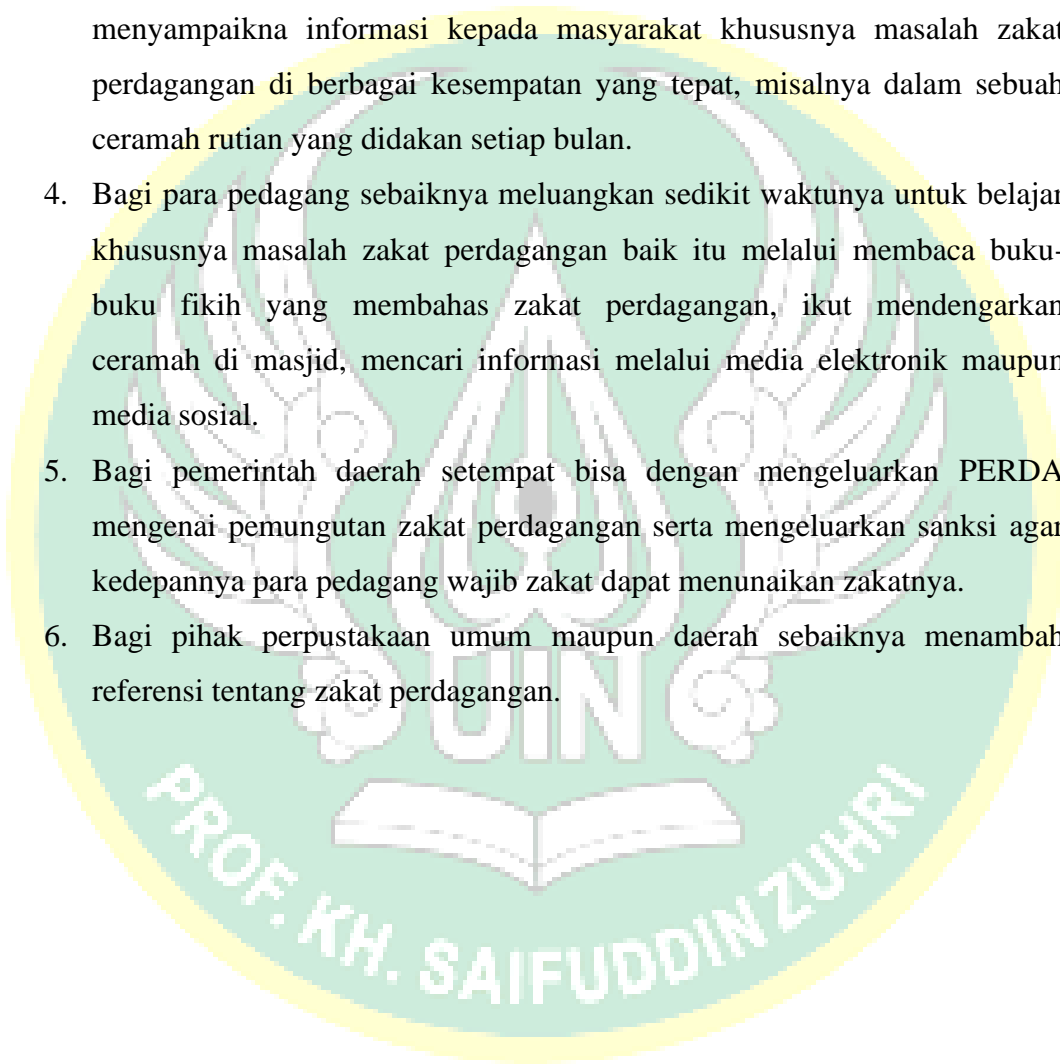 menyampaikna informasi kepada masyarakat khususnya masalah zakat
perdagangan di berbagai kesempatan yang tepat, misalnya dalam sebuah
ceramah rutian yang didakan setiap bulan.
4. Bagi para pedagang sebaiknya meluangkan sedikit waktunya untuk belajar
khususnya masalah zakat perdagangan baik itu melalui membaca buku-
buku fikih yang membahas zakat perdagangan, ikut mendengarkan
ceramah di masjid, mencari informasi melalui media elektronik maupun
media sosial.
5. Bagi pemerintah daerah setempat bisa dengan mengeluarkan PERDA
mengenai pemungutan zakat perdagangan serta mengeluarkan sanksi agar
kedepannya para pedagang wajib zakat dapat menunaikan zakatnya.
6. Bagi pihak perpustakaan umum maupun daerah sebaiknya menambah
referensi tentang zakat perdagangan.
UIN
PROF. KH. SAIFUDDIN ZUHRI